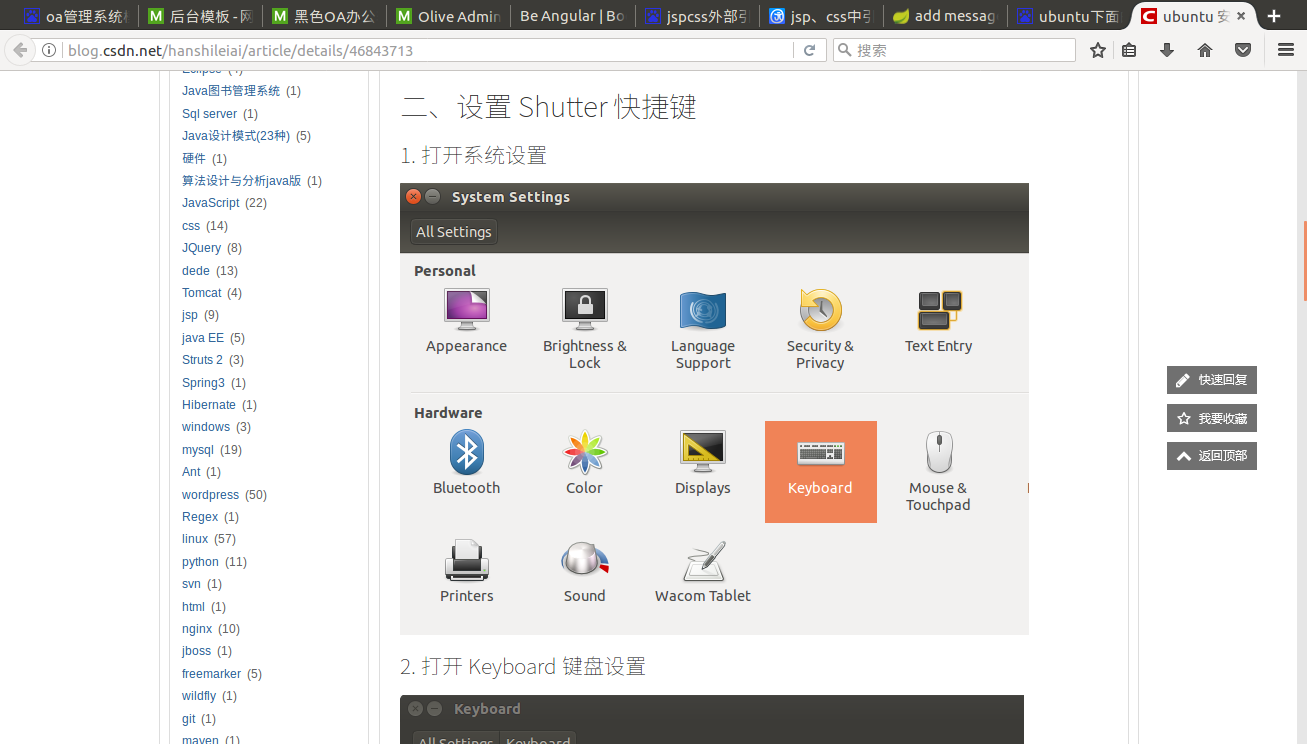 oa管理系统
后台模板 - 网
黑色OA办公
Olive Admin
Be Angular | Bo
jspcss外部引
jsp、css中引
add messag
ubuntu下面
ubuntu 安
blog.csdn.net/hanshileiai/article/details/46843713
搜索
Eclipse (4)
Java图书管理系统 (1)
Sql server (1)
Java设计模式(23种) (5)
硬件 (1)
算法设计与分析java版 (1)
JavaScript (22)
css (14)
JQuery (8)
dede (13)
Tomcat (4)
jsp (9)
java EE (5)
Struts 2 (3)
Spring3 (1)
Hibernate (1)
windows (3)
mysql (19)
Ant (1)
wordpress (50)
Regex (1)
linux (57)
python (11)
svn (1)
html (1)
nginx (10)
jboss (1)
freemarker (5)
wildfly (1)
git (1)
maven (1)
二、设置 Shutter 快捷键
1. 打开系统设置
System Settings
All Settings
Personal
Appearance
Brightness &
Lock
Language
Support
Security &
Privacy
Text Entry
Hardware
Bluetooth
Color
Displays
Keyboard
Mouse &
Touchpad
Printers
Sound
Wacom Tablet
2. 打开 Keyboard 键盘设置
Keyboard
All Settings
Keyboard
快速回复
我要收藏
返回顶部